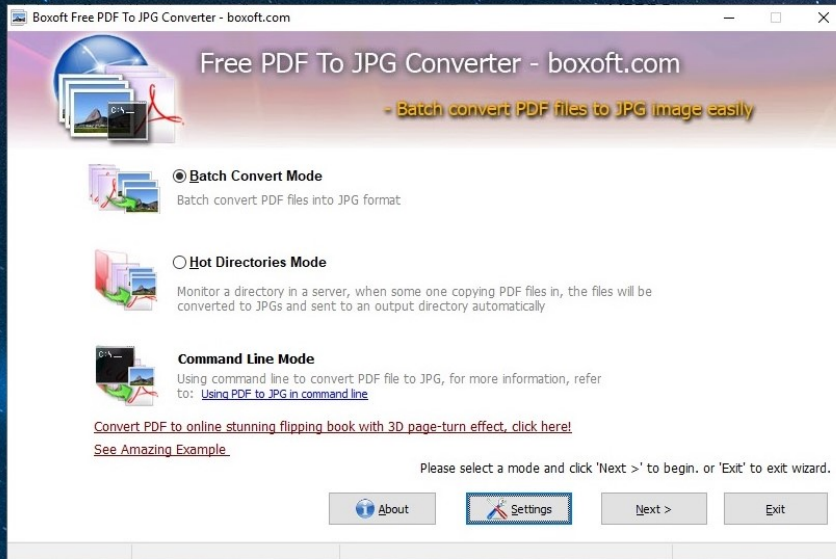 Boxoft Free PDF To JPG Converter - boxoft.com
Free PDF To JPG Converter - boxoft.com
- Batch convert PDF files to JPG image easily
C:\_
Batch Convert Mode
Batch convert PDF files into JPG format
Hot Directories Mode
Monitor a directory in a server, when some one copying PDF files in, the files will be
converted to JPGs and sent to an output directory automatically
C:\_
Command Line Mode
Using command line to convert PDF file to JPG, for more information, refer
to: Using PDF to JPG in command line
Convert PDF to online stunning flipping book with 3D page-turn effect, click here!
See Amazing Example
Please select a mode and click 'Next >' to begin. or 'Exit' to exit wizard.
About
Settings
Next >
Exit